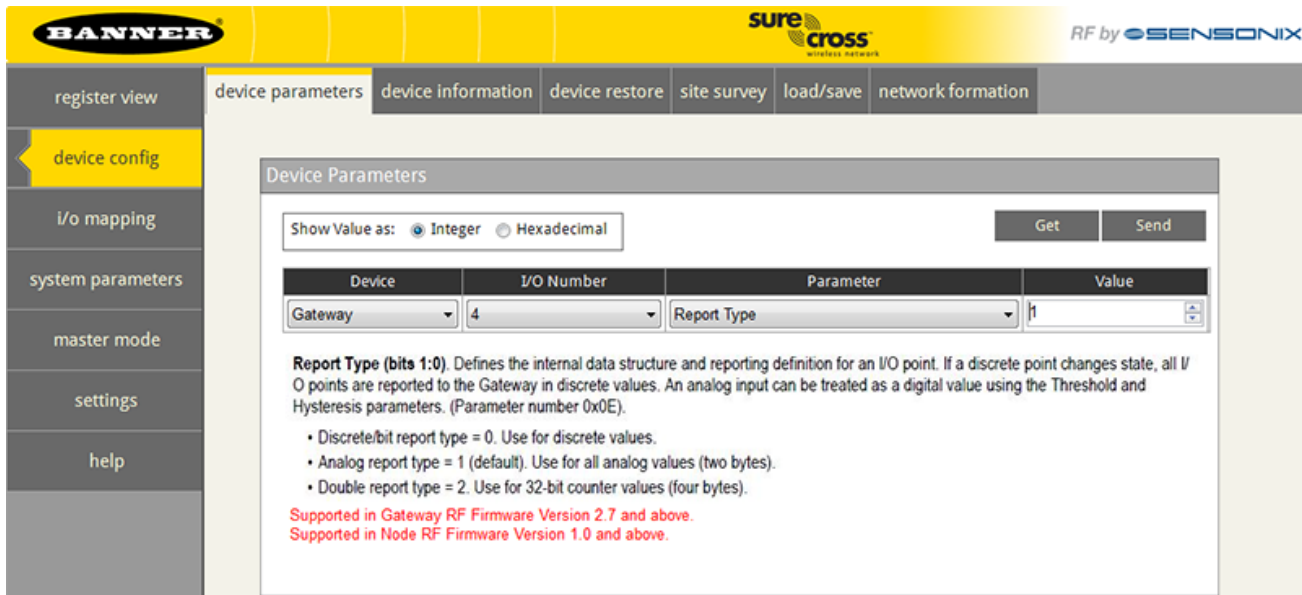 BANNER
sure cross
wireless network
RF by SENSONIX
register view
device config
i/o mapping
system parameters
master mode
settings
help
device parameters device information device restore site survey load/save network formation
Device Parameters
Show Value as: Integer Hexadecimal
Get Send
Device I/O Number Parameter Value
Gateway 4 Report Type 1
Report Type (bits 1:0). Defines the internal data structure and reporting definition for an I/O point. If a discrete point changes state, all I/
O points are reported to the Gateway in discrete values. An analog input can be treated as a digital value using the Threshold and
Hysteresis parameters. (Parameter number 0x0E).
• Discrete/bit report type = 0. Use for discrete values.
• Analog report type = 1 (default). Use for all analog values (two bytes).
• Double report type = 2. Use for 32-bit counter values (four bytes).
Supported in Gateway RF Firmware Version 2.7 and above.
Supported in Node RF Firmware Version 1.0 and above.